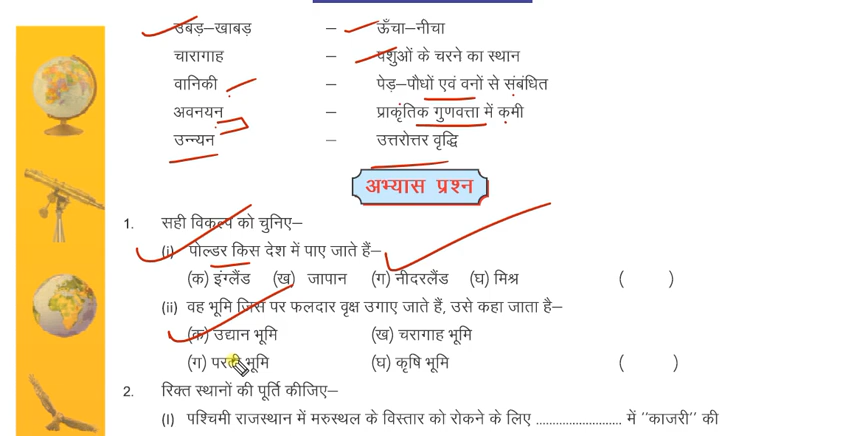 उबड़–खाबड़ – ऊँचा–नीचा
चारागाह – पशुओं के चरने का स्थान
वानिकी – पेड़–पौधों एवं वनों से संबंधित
अवनयन – प्राकृतिक गुणवत्ता में कमी
उन्नयन – उत्तरोत्तर वृद्धि
अभ्यास प्रश्न
1. सही विकल्प को चुनिए–
(i) पोल्डर किस देश में पाए जाते हैं–
(क) इंग्लैंड (ख) जापान (ग) नीदरलैंड (घ) मिश्र ( )
(ii) वह भूमि जिस पर फलदार वृक्ष उगाए जाते हैं, उसे कहा जाता है–
(क) उद्यान भूमि (ख) चरागाह भूमि
(ग) परती भूमि (घ) कृषि भूमि ( )
2. रिक्त स्थानों की पूर्ति कीजिए–
(I) पश्चिमी राजस्थान में मरुस्थल के विस्तार को रोकने के लिए .......................... में "काजरी" की